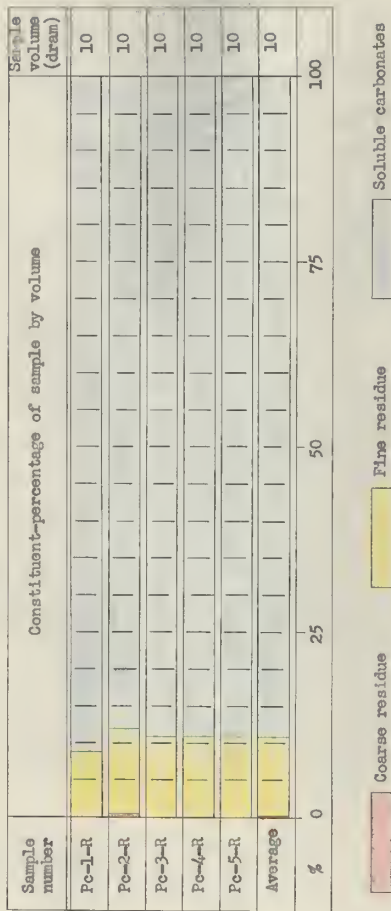 Sample number Constituent-percentage of sample by volume Sample volume (dram)
Pc-1-R 10
Pc-2-R 10
Pc-3-R 10
Pc-4-R 10
Pc-5-R 10
Average 10
% 0 25 50 75 100
Coarse residue Fine residue Soluble carbonates